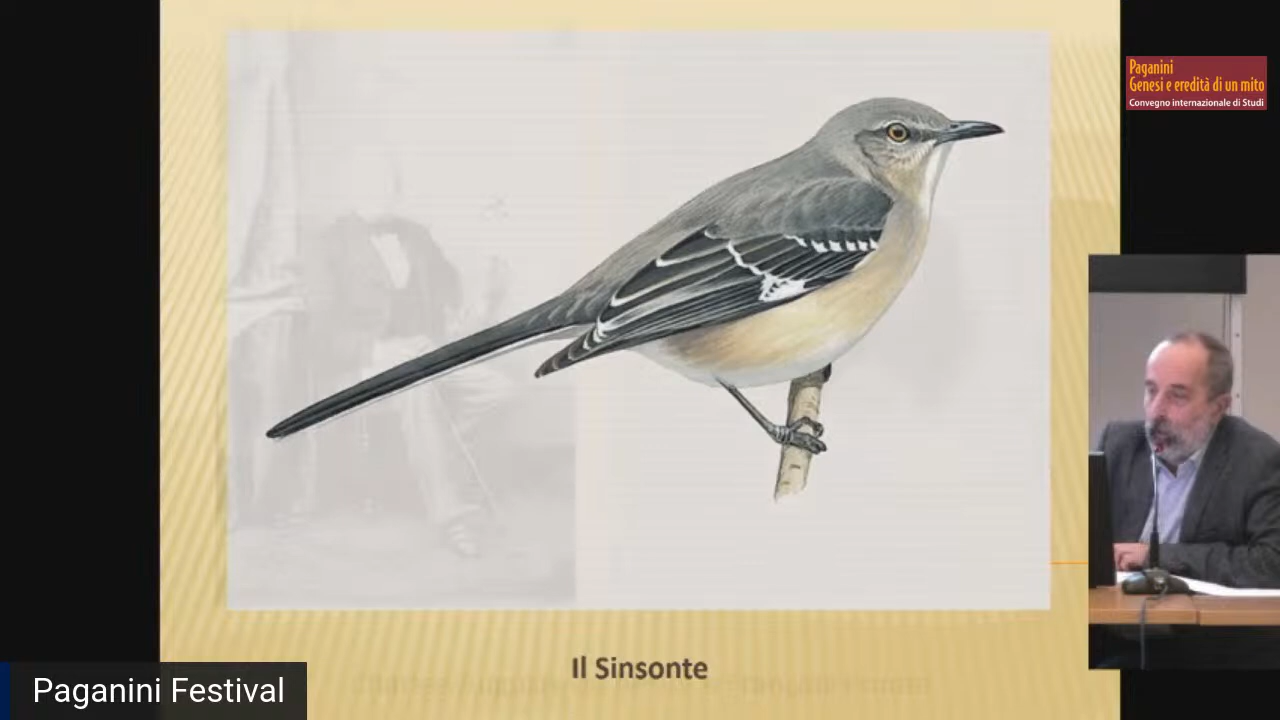 Paganini
Genesi e eredità di un mito
Convegno internazionale di Studi
Il Sinsonte
Paganini Festival